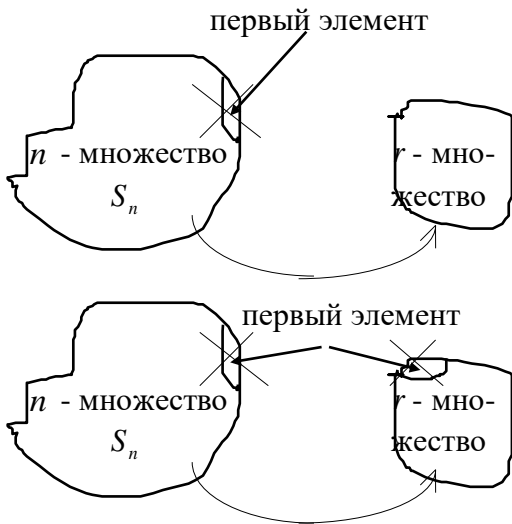 первый элемент
n - множество
S_n
r - мно-
жество
первый элемент
n - множество
S_n
r - мно-
жество